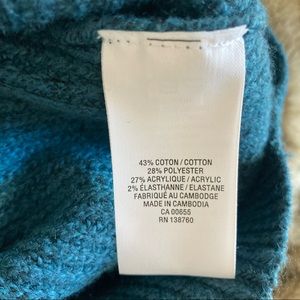 43% COTON / COTTON
28% POLYESTER
27% ACRYLIQUE / ACRYLIC
2% ÉLASTHANNE / ELASTANE
FABRIQUÉ AU CAMBODGE
MADE IN CAMBODIA
CA 00655
RN 138760